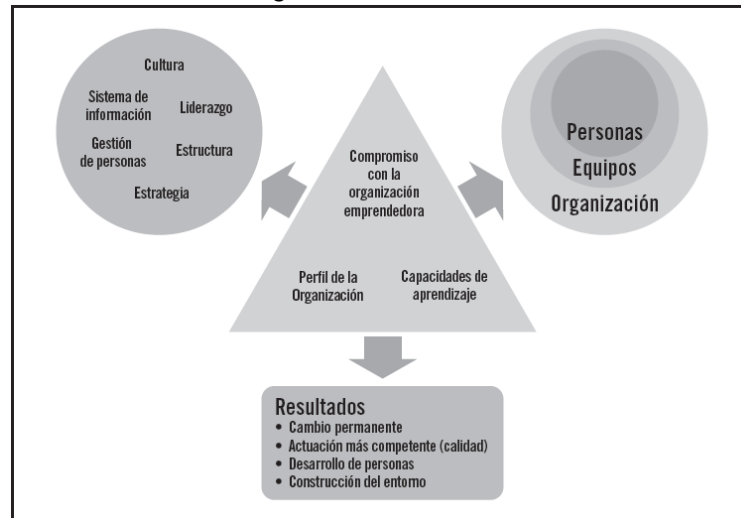 Cultura
Sistema de
información
Liderazgo
Gestión
de personas
Estructura
Estrategia
Compromiso
con la
organización
emprendedora
Perfil de la
Organización
Capacidades de
aprendizaje
Personas
Equipos
Organización
Resultados
• Cambio permanente
• Actuación más competente (calidad)
• Desarrollo de personas
• Construcción del entorno